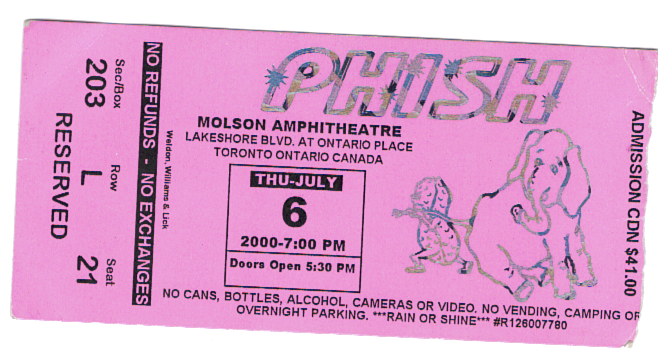 Sec/Box
203
Row
L
Seat
21
RESERVED
NO REFUNDS - NO EXCHANGES
Weldon, Williams & Lick
PHISH
MOLSON AMPHITHEATRE
LAKESHORE BLVD. AT ONTARIO PLACE
TORONTO ONTARIO CANADA
THU-JULY
6
2000-7:00 PM
Doors Open 5:30 PM
ADMISSION CDN $41.00
NO CANS, BOTTLES, ALCOHOL, CAMERAS OR VIDEO. NO VENDING, CAMPING OR
OVERNIGHT PARKING. ***RAIN OR SHINE*** #R126007780